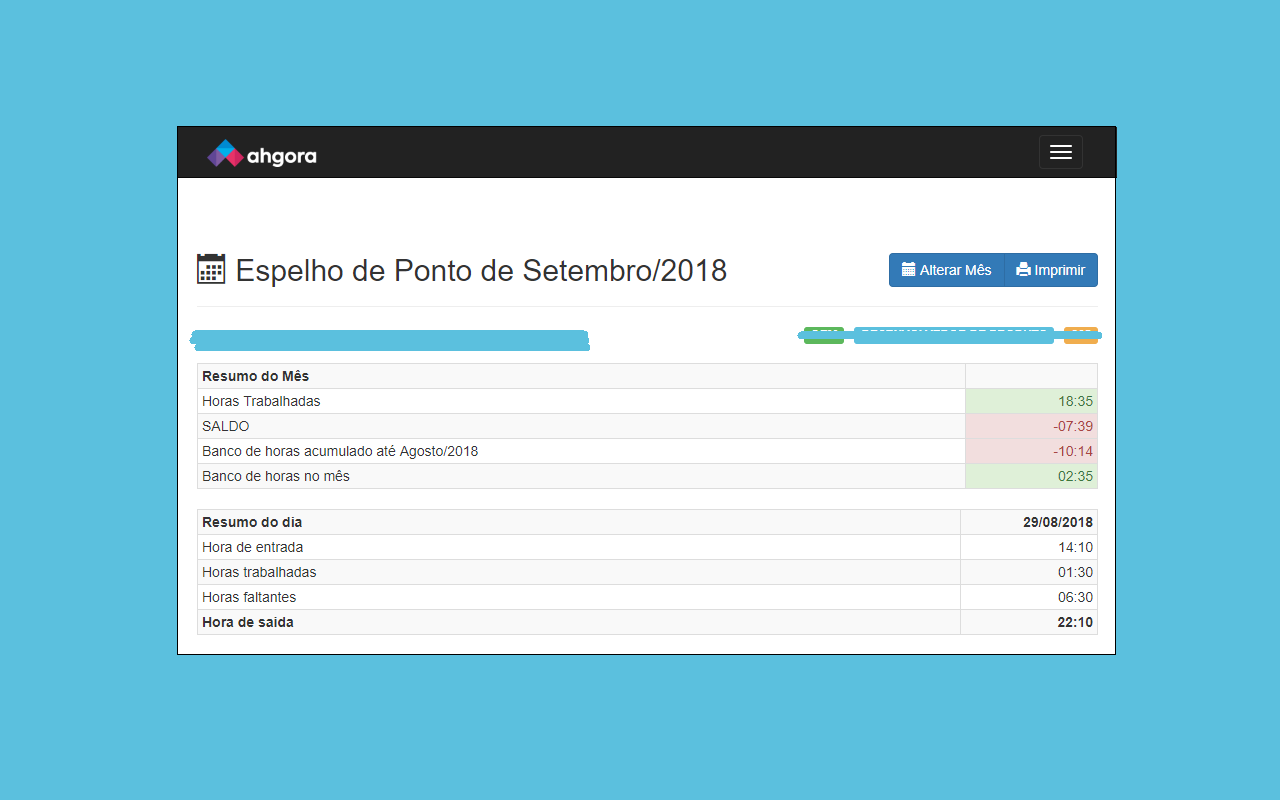 ahgora
Espelho de Ponto de Setembro/2018
Alterar Mês Imprimir
Resumo do Mês
Horas Trabalhadas 18:35
SALDO -07:39
Banco de horas acumulado até Agosto/2018 -10:14
Banco de horas no mês 02:35
Resumo do dia 29/08/2018
Hora de entrada 14:10
Horas trabalhadas 01:30
Horas faltantes 06:30
Hora de saida 22:10